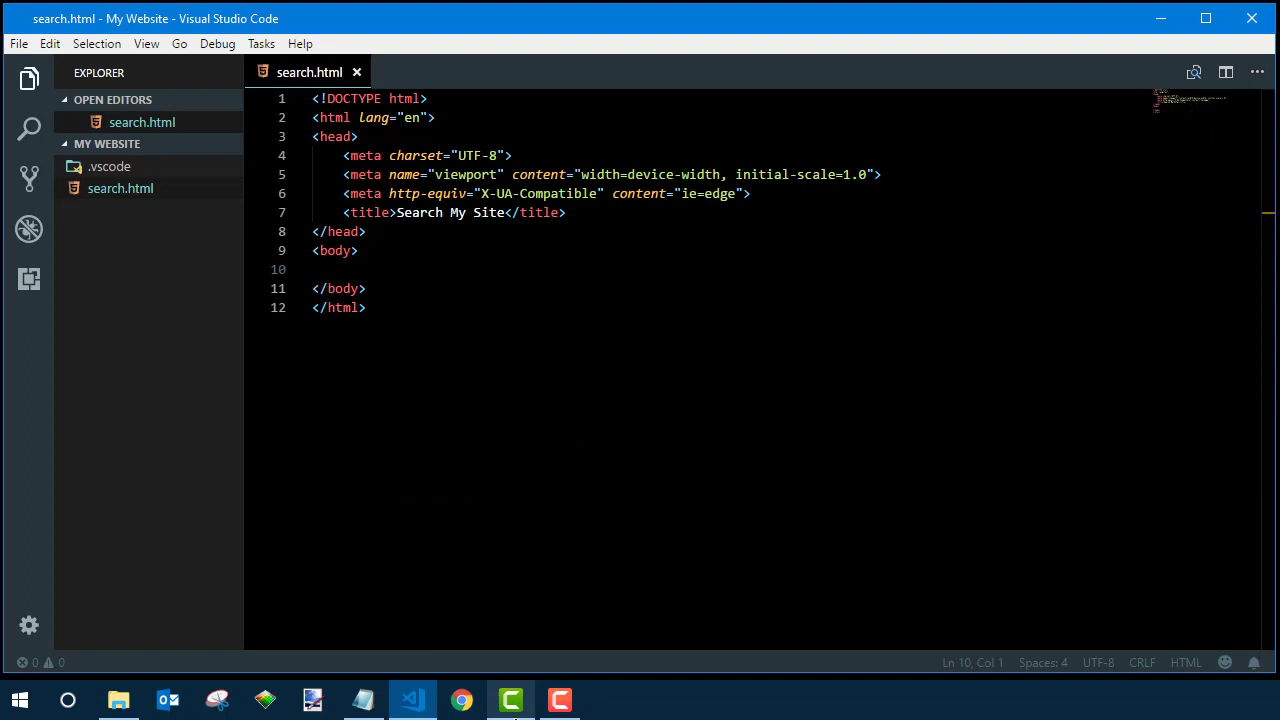 search.html - My Website - Visual Studio Code
File Edit Selection View Go Debug Tasks Help
EXPLORER
OPEN EDITORS
search.html
MY WEBSITE
.vscode
search.html
search.html
1 <!DOCTYPE html>
2 <html lang="en">
3 <head>
4 <meta charset="UTF-8">
5 <meta name="viewport" content="width=device-width, initial-scale=1.0">
6 <meta http-equiv="X-UA-Compatible" content="ie=edge">
7 <title>Search My Site</title>
8 </head>
9 <body>
10
11 </body>
12 </html>
0 0 Ln 10, Col 1 Spaces: 4 UTF-8 CRLF HTML